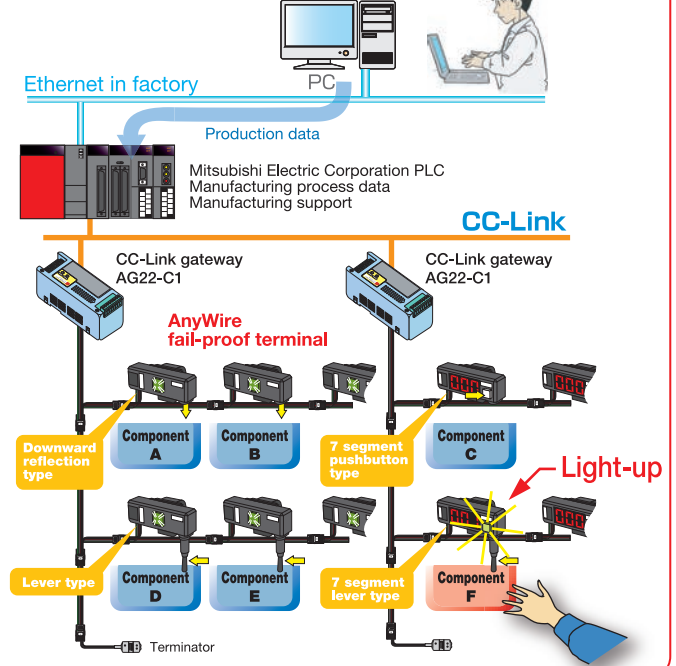 PC
Ethernet in factory
Production data
Mitsubishi Electric Corporation PLC
Manufacturing process data
Manufacturing support
CC-Link
CC-Link gateway
AG22-C1
CC-Link gateway
AG22-C1
AnyWire
fail-proof terminal
Downward
reflection
type
Component
A
Component
B
7 segment
pushbutton
type
Component
C
Light-up
Lever type
Component
D
Component
E
7 segment
lever type
Component
F
Terminator